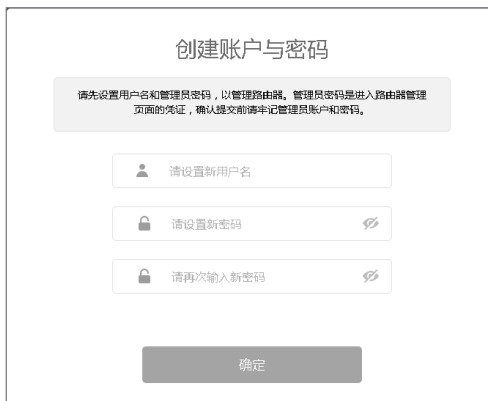 创建账户与密码
请先设置用户名和管理员密码，以管理路由器。管理员密码是进入路由器管理
页面的凭证，确认提交前请牢记管理员账户和密码。
请设置新用户名
请设置新密码
请再次输入新密码
确定